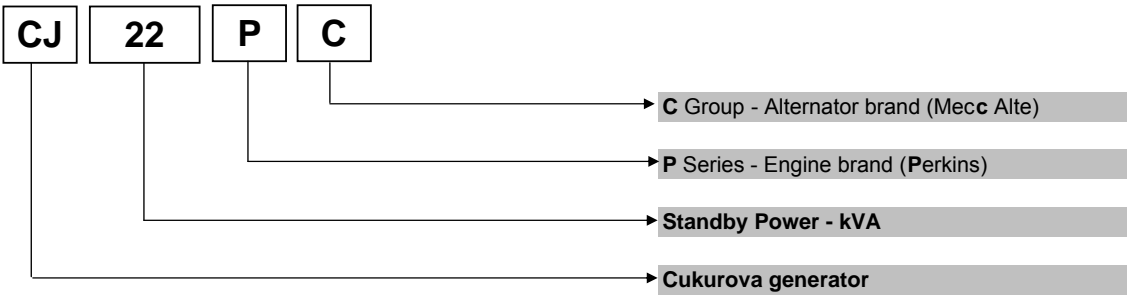 CJ 22 P C
C Group - Alternator brand (Mecc Alte)
P Series - Engine brand (Perkins)
Standby Power - kVA
Cukurova generator